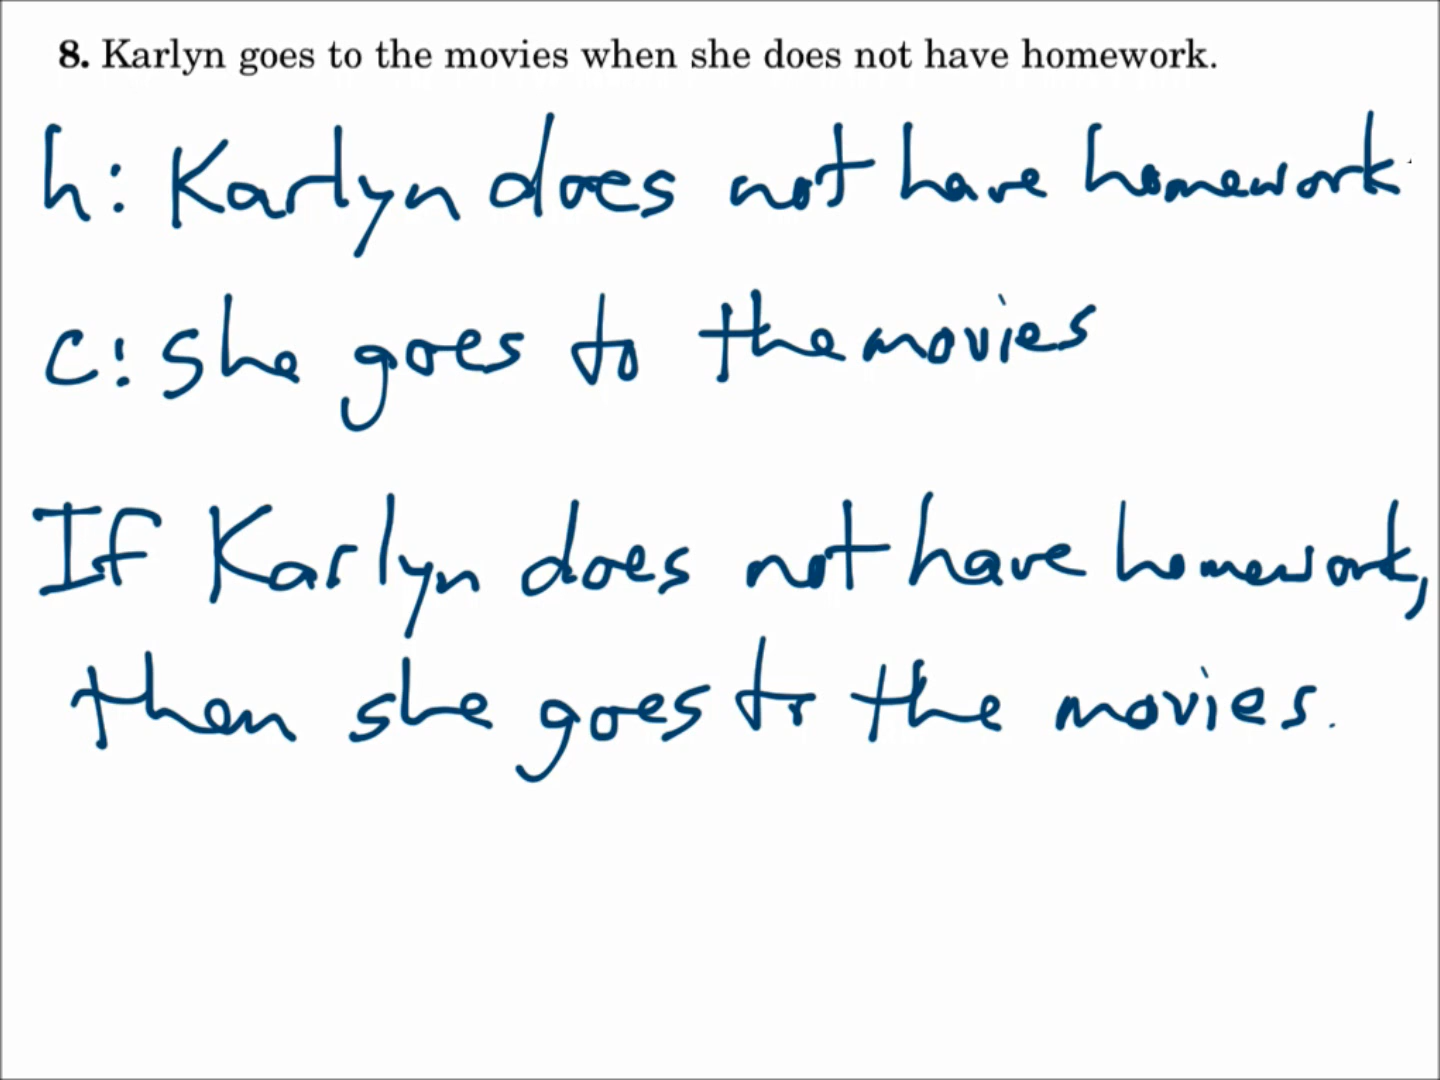 8. Karlyn goes to the movies when she does not have homework.
h: Karlyn does not have homework
c: she goes to the movies
If Karlyn does not have homework,
then she goes to the movies.